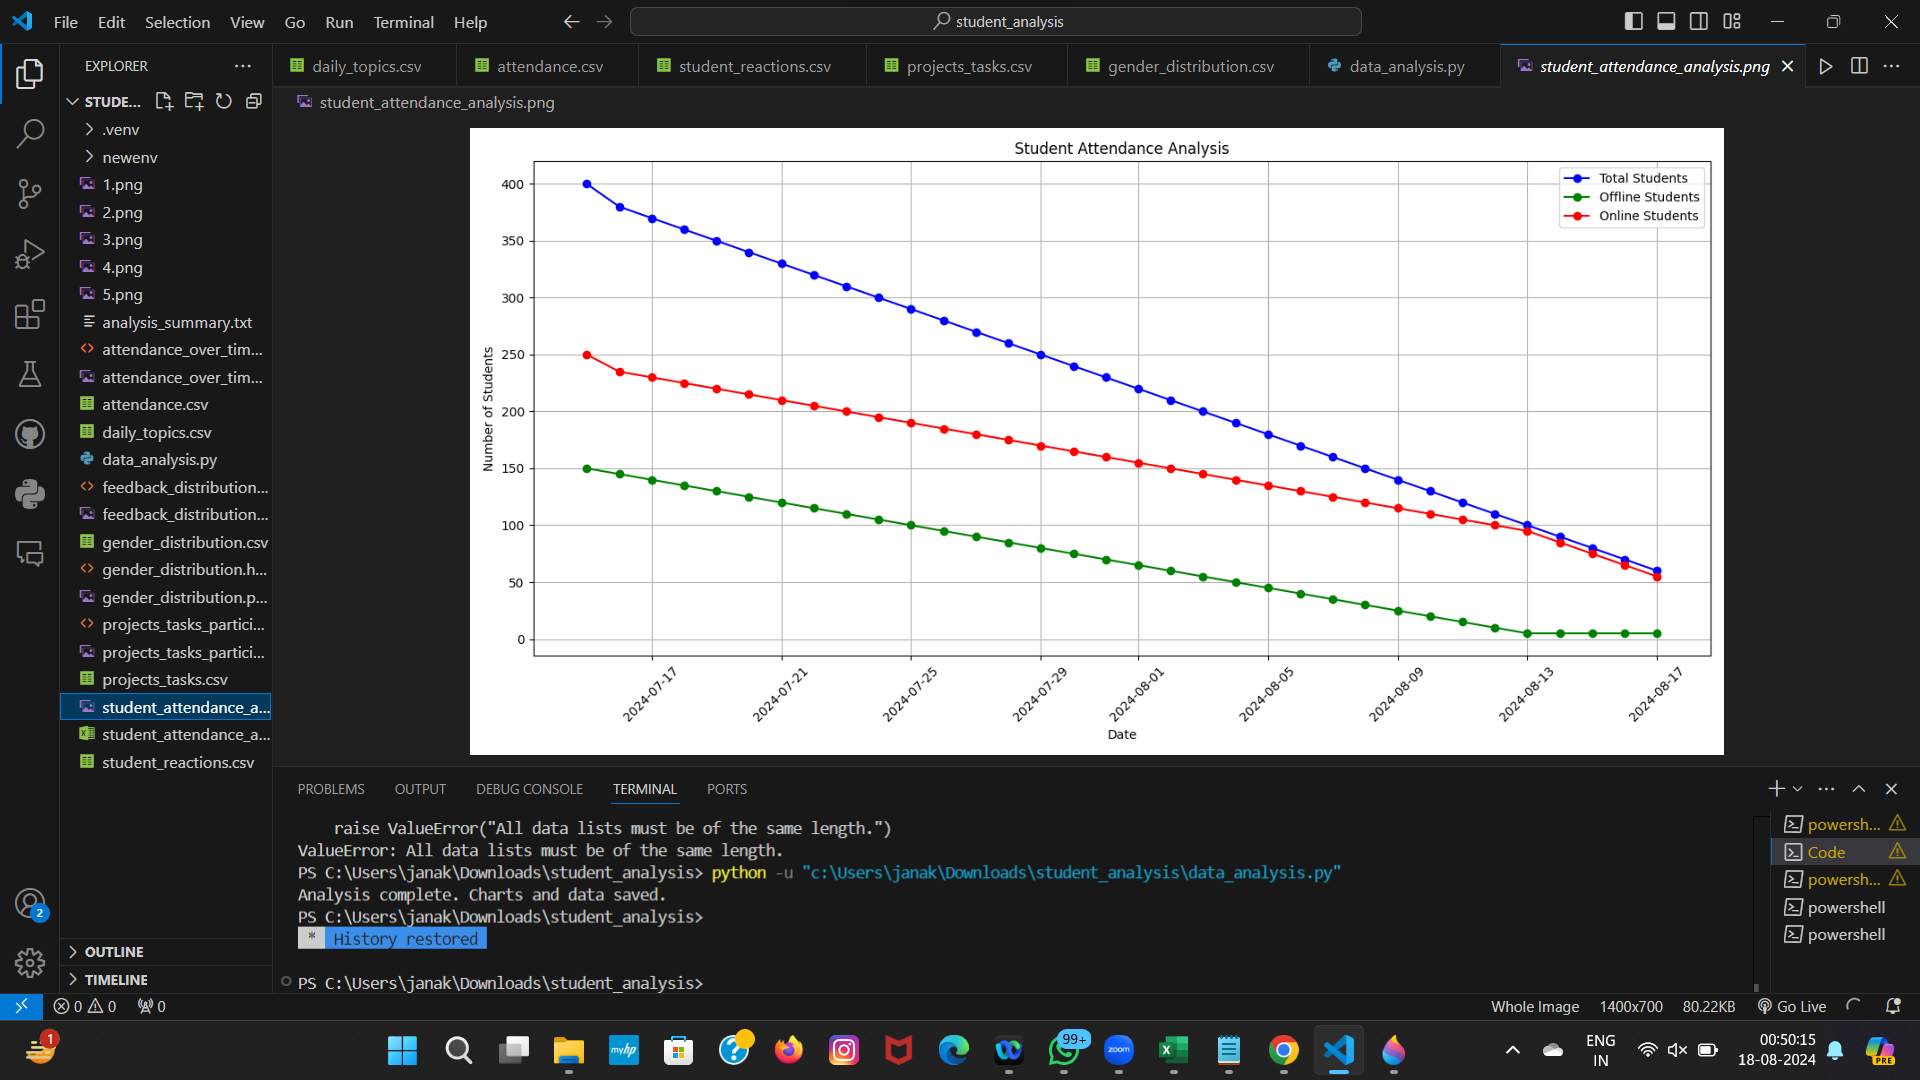 File Edit Selection View Go Run Terminal Help
student_analysis
EXPLORER
STUDE...
.venv
newenv
1.png
2.png
3.png
4.png
5.png
analysis_summary.txt
attendance_over_tim...
attendance_over_tim...
attendance.csv
daily_topics.csv
data_analysis.py
feedback_distribution...
feedback_distribution...
gender_distribution.csv
gender_distribution.h...
gender_distribution.p...
projects_tasks_partici...
projects_tasks_partici...
projects_tasks.csv
student_attendance_a...
student_attendance_a...
student_reactions.csv
OUTLINE
TIMELINE
daily_topics.csv attendance.csv student_reactions.csv projects_tasks.csv gender_distribution.csv data_analysis.py student_attendance_analysis.png
student_attendance_analysis.png
Student Attendance Analysis
Total Students
Offline Students
Online Students
Number of Students
400
350
300
250
200
150
100
50
0
2024-07-17 2024-07-21 2024-07-25 2024-07-29 2024-08-01 2024-08-05 2024-08-09 2024-08-13 2024-08-17
Date
PROBLEMS OUTPUT DEBUG CONSOLE TERMINAL PORTS
raise ValueError("All data lists must be of the same length.")
ValueError: All data lists must be of the same length.
PS C:\Users\janak\Downloads\student_analysis> python -u "c:\Users\janak\Downloads\student_analysis\data_analysis.py"
Analysis complete. Charts and data saved.
PS C:\Users\janak\Downloads\student_analysis>
* History restored
PS C:\Users\janak\Downloads\student_analysis>
powersh...
Code
powersh...
powershell
powershell
2
0 0 0
Whole Image 1400x700 80.22KB Go Live
1
myhp
99+
zoom
ENG
IN
00:50:15
18-08-2024
PRE